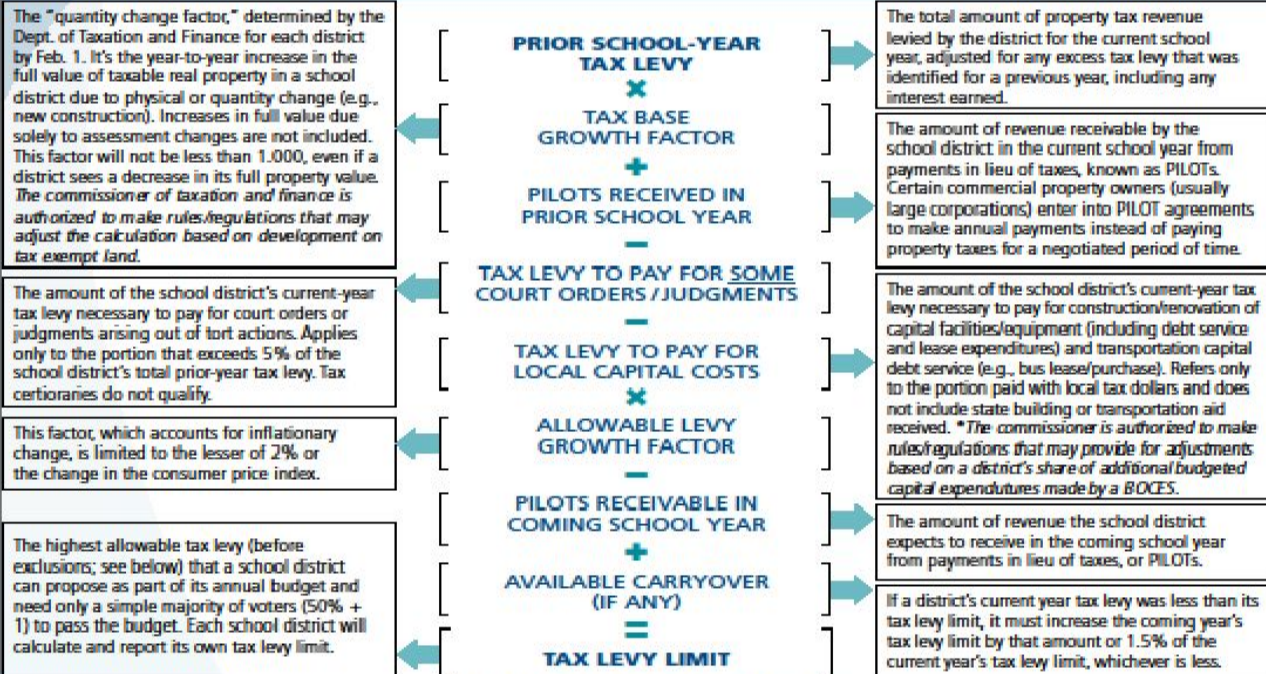 The "quantity change factor," determined by the
Dept. of Taxation and Finance for each district
by Feb. 1. It's the year-to-year increase in the
full value of taxable real property in a school
district due to physical or quantity change (e.g.,
new construction). Increases in full value due
solely to assessment changes are not included.
This factor will not be less than 1.000, even if a
district sees a decrease in its full property value.
The commissioner of taxation and finance is
authorized to make rules/regulations that may
adjust the calculation based on development on
tax exempt land.
The amount of the school district's current-year
tax levy necessary to pay for court orders or
judgments arising out of tort actions. Applies
only to the portion that exceeds 5% of the
school district's total prior-year tax levy. Tax
certioraries do not qualify.
This factor, which accounts for inflationary
change, is limited to the lesser of 2% or
the change in the consumer price index.
The highest allowable tax levy (before
exclusions; see below) that a school district
can propose as part of its annual budget and
need only a simple majority of voters (50% +
1) to pass the budget. Each school district will
calculate and report its own tax levy limit.
PRIOR SCHOOL-YEAR
TAX LEVY
×
TAX BASE
GROWTH FACTOR
+
PILOTS RECEIVED IN
PRIOR SCHOOL YEAR
−
TAX LEVY TO PAY FOR SOME
COURT ORDERS/JUDGMENTS
−
TAX LEVY TO PAY FOR
LOCAL CAPITAL COSTS
×
ALLOWABLE LEVY
GROWTH FACTOR
−
PILOTS RECEIVABLE IN
COMING SCHOOL YEAR
+
AVAILABLE CARRYOVER
(IF ANY)
=
TAX LEVY LIMIT
The total amount of property tax revenue
levied by the district for the current school
year, adjusted for any excess tax levy that was
identified for a previous year, including any
interest earned.
The amount of revenue receivable by the
school district in the current school year from
payments in lieu of taxes, known as PILOTs.
Certain commercial property owners (usually
large corporations) enter into PILOT agreements
to make annual payments instead of paying
property taxes for a negotiated period of time.
The amount of the school district's current-year tax
levy necessary to pay for construction/renovation of
capital facilities/equipment (including debt service
and lease expenditures) and transportation capital
debt service (e.g., bus lease/purchase). Refers only
to the portion paid with local tax dollars and does
not include state building or transportation aid
received. *The commissioner is authorized to make
rules/regulations that may provide for adjustments
based on a district's share of additional budgeted
capital expendutures made by a BOCES.
The amount of revenue the school district
expects to receive in the coming school year
from payments in lieu of taxes, or PILOTs.
If a district's current year tax levy was less than its
tax levy limit, it must increase the coming year's
tax levy limit by that amount or 1.5% of the
current year's tax levy limit, whichever is less.